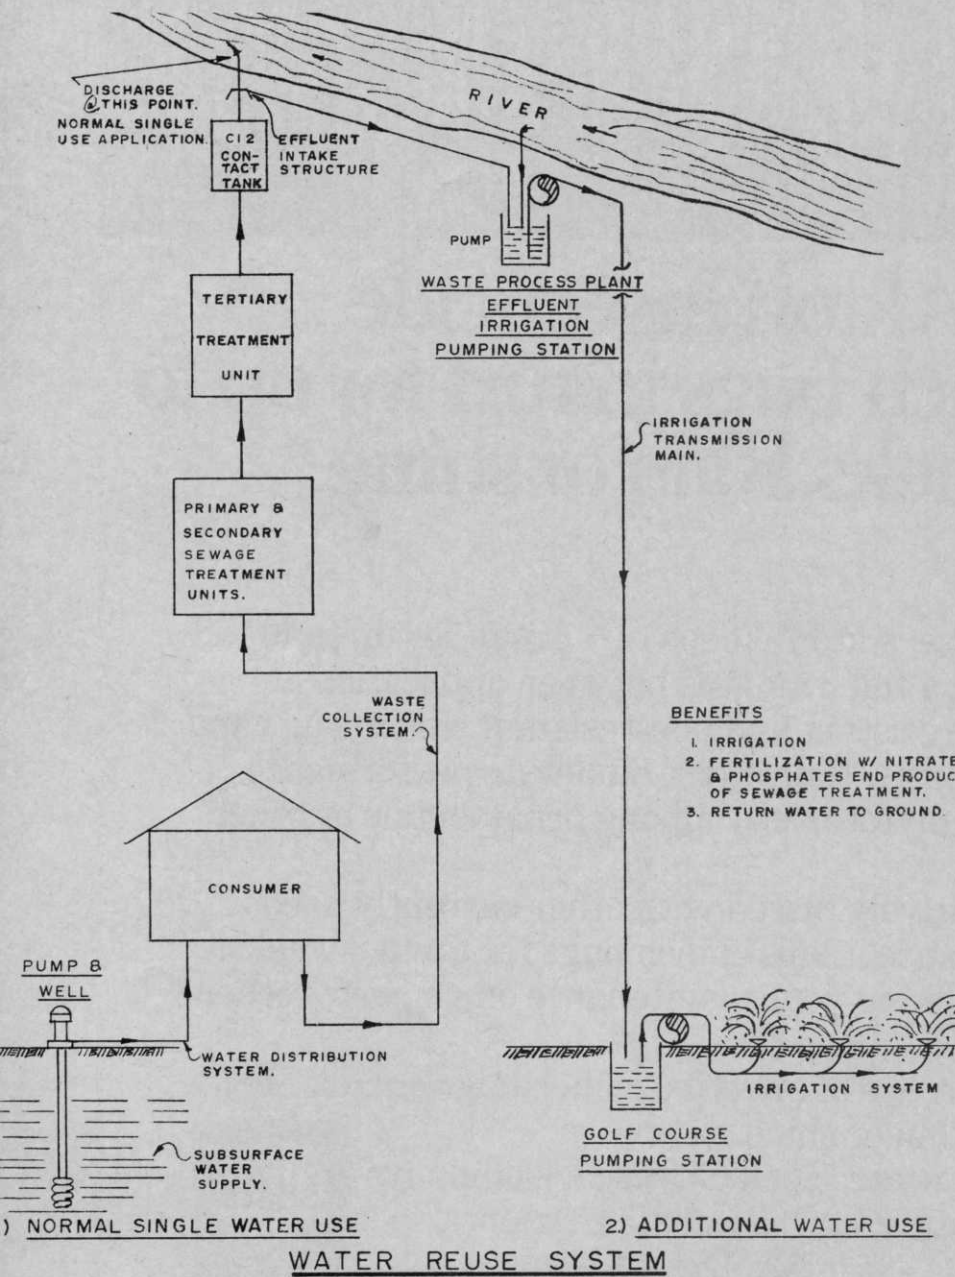 DISCHARGE
@ THIS POINT.
NORMAL SINGLE
USE APPLICATION.
C12
CON-
TACT
TANK
EFFLUENT
INTAKE
STRUCTURE
RIVER
PUMP
WASTE PROCESS PLANT
EFFLUENT
IRRIGATION
PUMPING STATION
TERTIARY
TREATMENT
UNIT
IRRIGATION
TRANSMISSION
MAIN.
PRIMARY &
SECONDARY
SEWAGE
TREATMENT
UNITS.
WASTE
COLLECTION
SYSTEM.
BENEFITS
1. IRRIGATION
2. FERTILIZATION W/ NITRATE
& PHOSPHATES END PRODUC
OF SEWAGE TREATMENT.
3. RETURN WATER TO GROUND.
CONSUMER
PUMP &
WELL
WATER DISTRIBUTION
SYSTEM.
SUBSURFACE
WATER
SUPPLY.
IRRIGATION SYSTEM
GOLF COURSE
PUMPING STATION
) NORMAL SINGLE WATER USE
2.) ADDITIONAL WATER USE
WATER REUSE SYSTEM